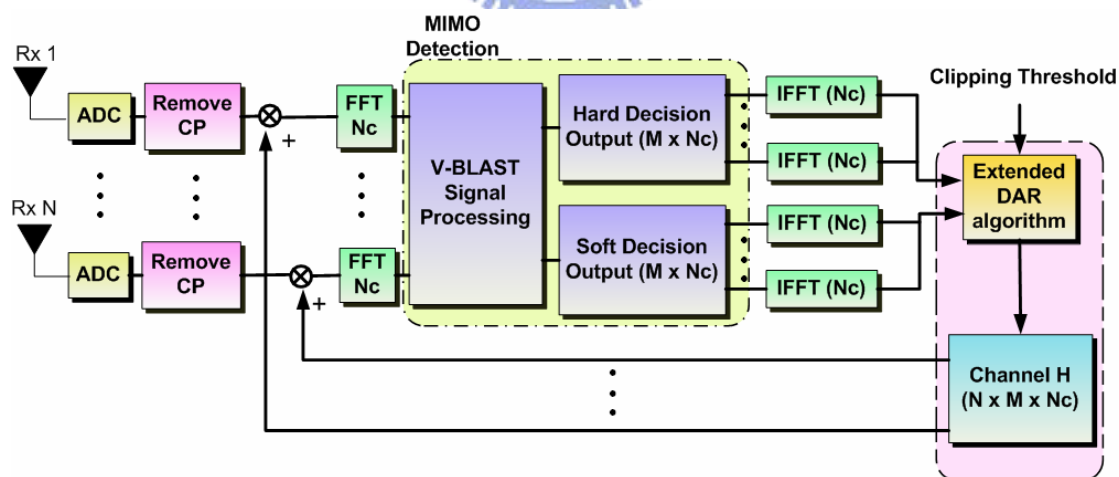 MIMO
Detection
Rx 1
ADC
Remove
CP
+
FFT
Nc
V-BLAST
Signal
Processing
Hard Decision
Output (M x Nc)
IFFT (Nc)
IFFT (Nc)
Clipping Threshold
Extended
DAR
algorithm
Rx N
ADC
Remove
CP
+
FFT
Nc
Soft Decision
Output (M x Nc)
IFFT (Nc)
IFFT (Nc)
Channel H
(N x M x Nc)